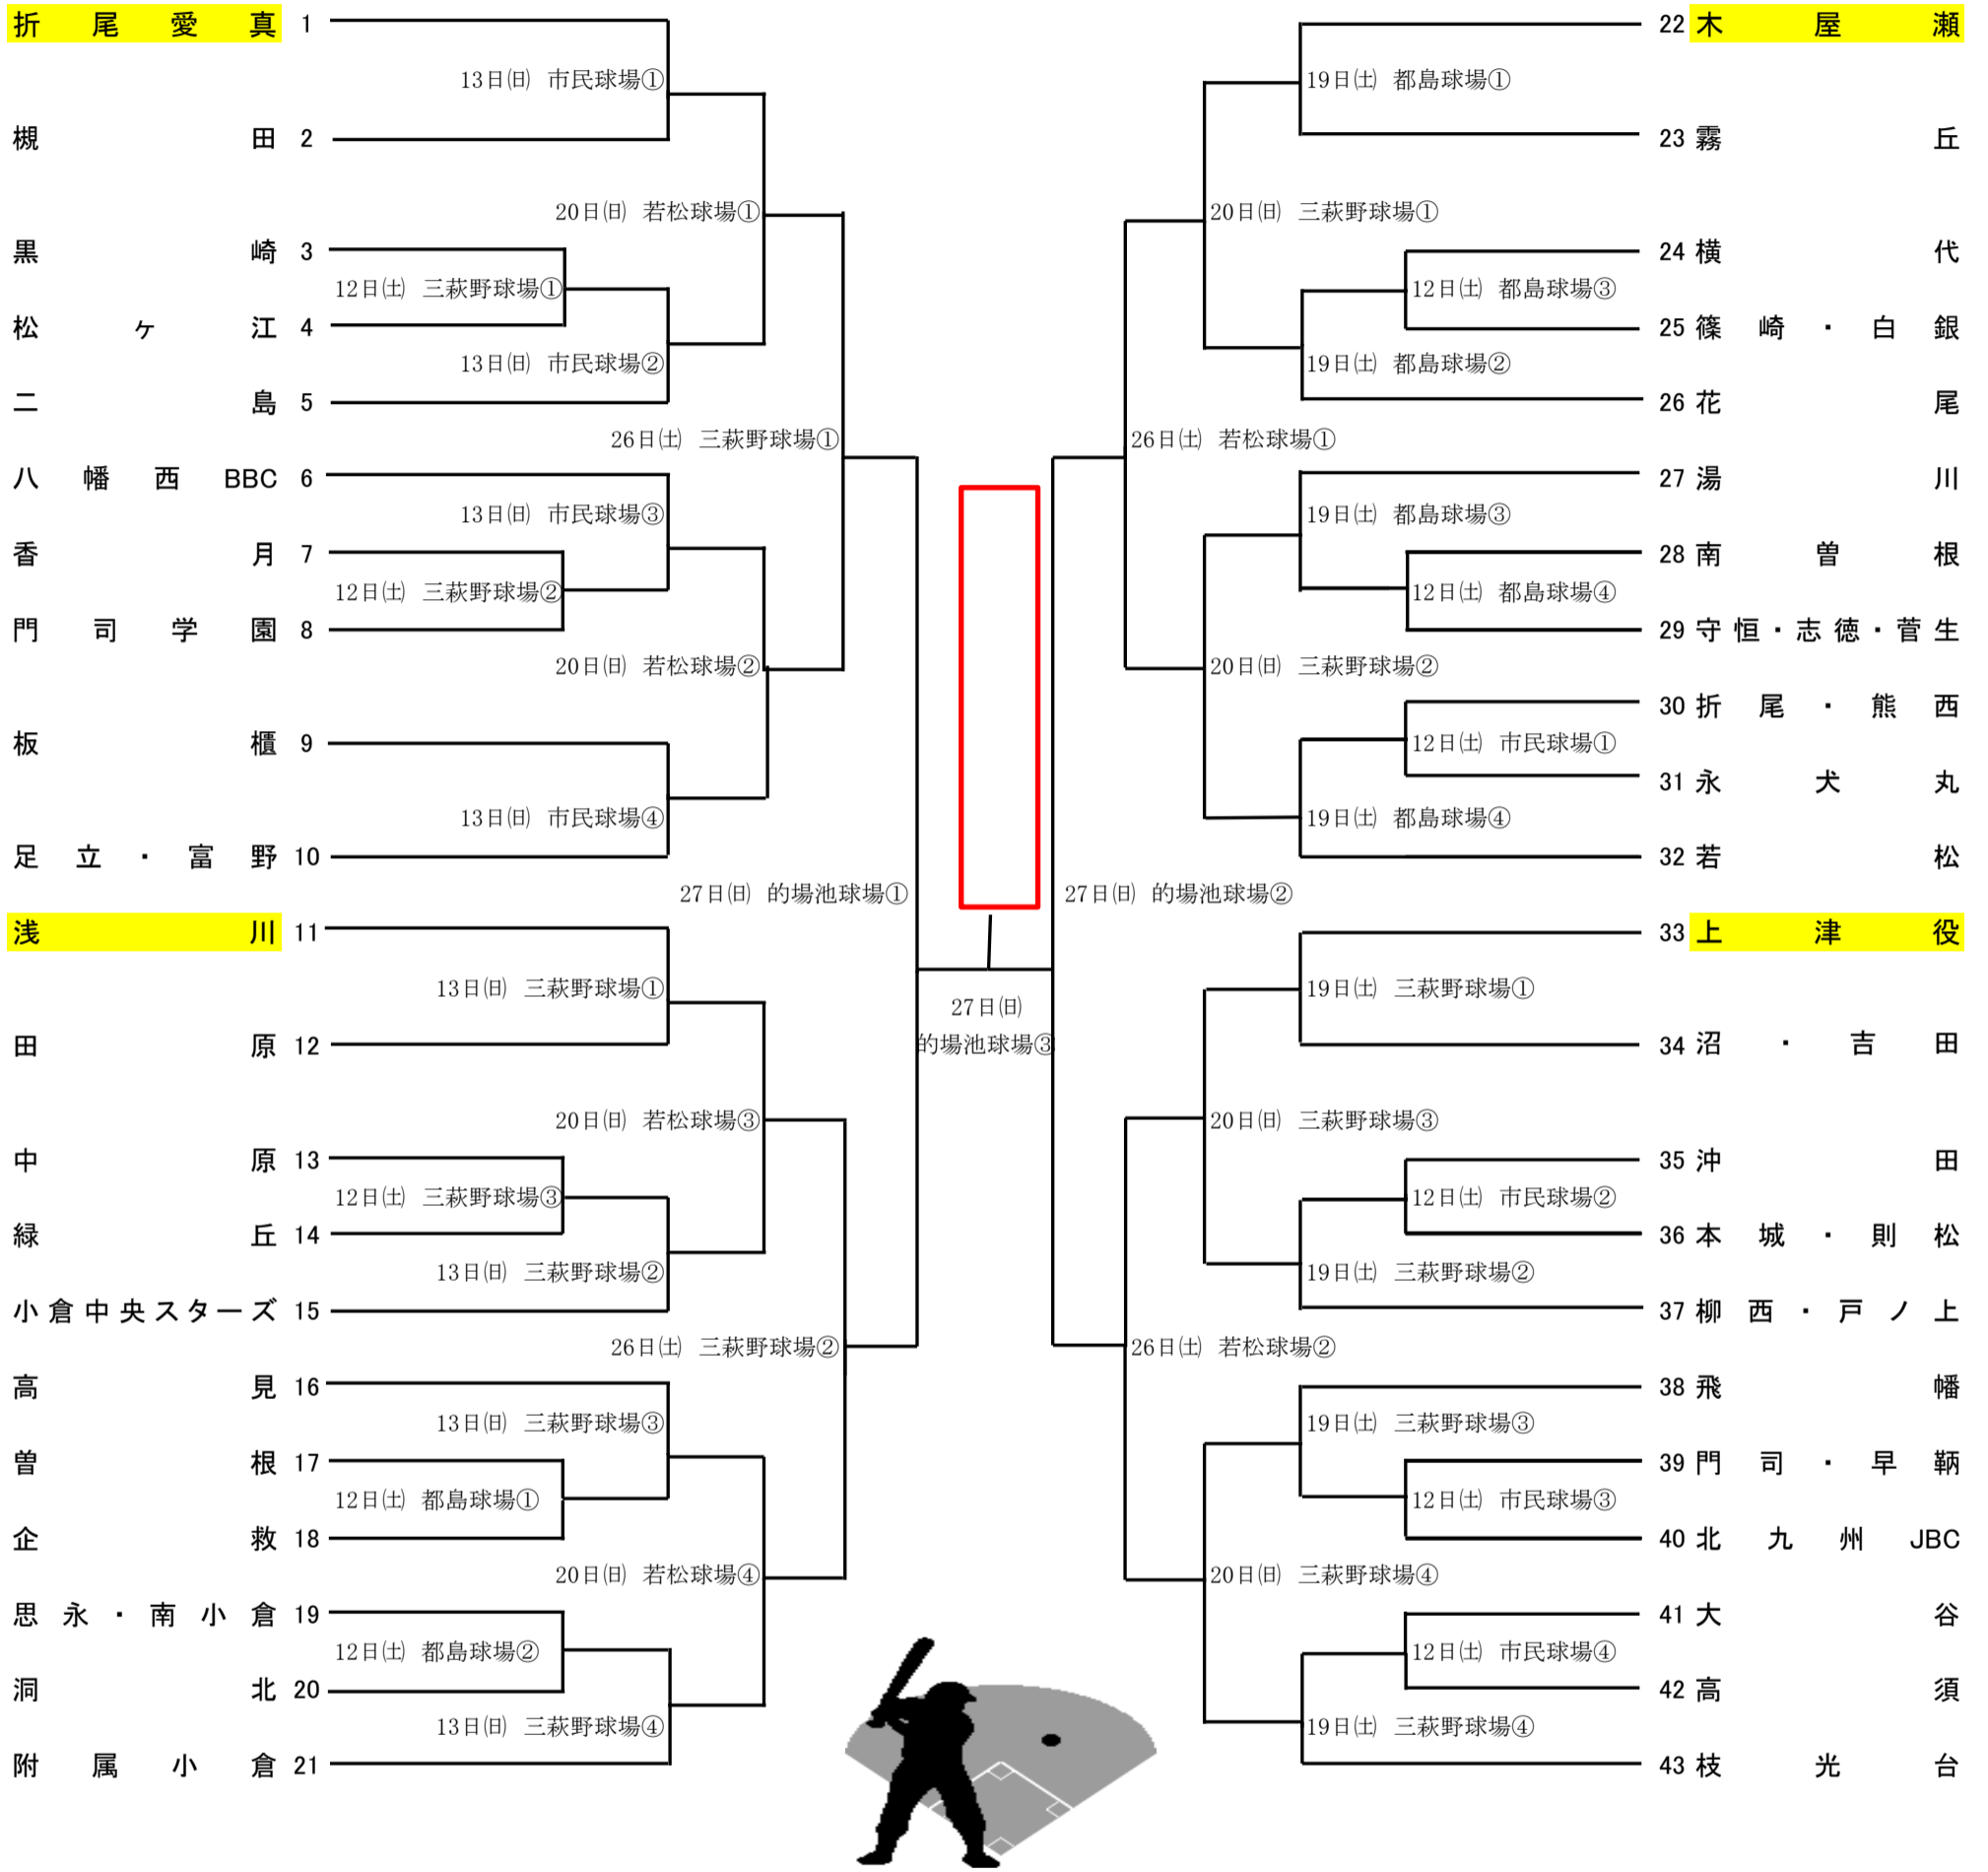 折尾愛真 1
13日(日) 市民球場①
槻田 2
20日(日) 若松球場①
黒崎 3
12日(土) 三萩野球場①
松ヶ江 4
13日(日) 市民球場②
二島 5
26日(土) 三萩野球場①
八幡西BBC 6
13日(日) 市民球場③
香月 7
12日(土) 三萩野球場②
門司学園 8
20日(日) 若松球場②
板櫃 9
13日(日) 市民球場④
足立・富野 10
27日(日) 的場池球場①
浅川 11
13日(日) 三萩野球場①
田原 12
20日(日) 若松球場③
中原 13
12日(土) 三萩野球場③
緑丘 14
13日(日) 三萩野球場②
小倉中央スターズ 15
26日(土) 三萩野球場②
高見 16
13日(日) 三萩野球場③
曽根 17
12日(土) 都島球場①
企救 18
20日(日) 若松球場④
思永・南小倉 19
12日(土) 都島球場②
洞北 20
13日(日) 三萩野球場④
附属小倉 21
27日(日)
的場池球場③
22 木屋瀬
19日(土) 都島球場①
23 霧丘
20日(日) 三萩野球場①
24 横代
12日(土) 都島球場③
25 篠崎・白銀
19日(土) 都島球場②
26 花尾
26日(土) 若松球場①
27 湯川
19日(土) 都島球場③
28 南曽根
12日(土) 都島球場④
29 守恒・志徳・菅生
20日(日) 三萩野球場②
30 折尾・熊西
12日(土) 市民球場①
31 永犬丸
19日(土) 都島球場④
32 若松
27日(日) 的場池球場②
33 上津役
19日(土) 三萩野球場①
34 沼・吉田
20日(日) 三萩野球場③
35 沖田
12日(土) 市民球場②
36 本城・則松
19日(土) 三萩野球場②
37 柳西・戸ノ上
26日(土) 若松球場②
38 飛幡
19日(土) 三萩野球場③
39 門司・早鞆
12日(土) 市民球場③
40 北九州JBC
20日(日) 三萩野球場④
41 大谷
12日(土) 市民球場④
42 高須
19日(土) 三萩野球場④
43 枝光台